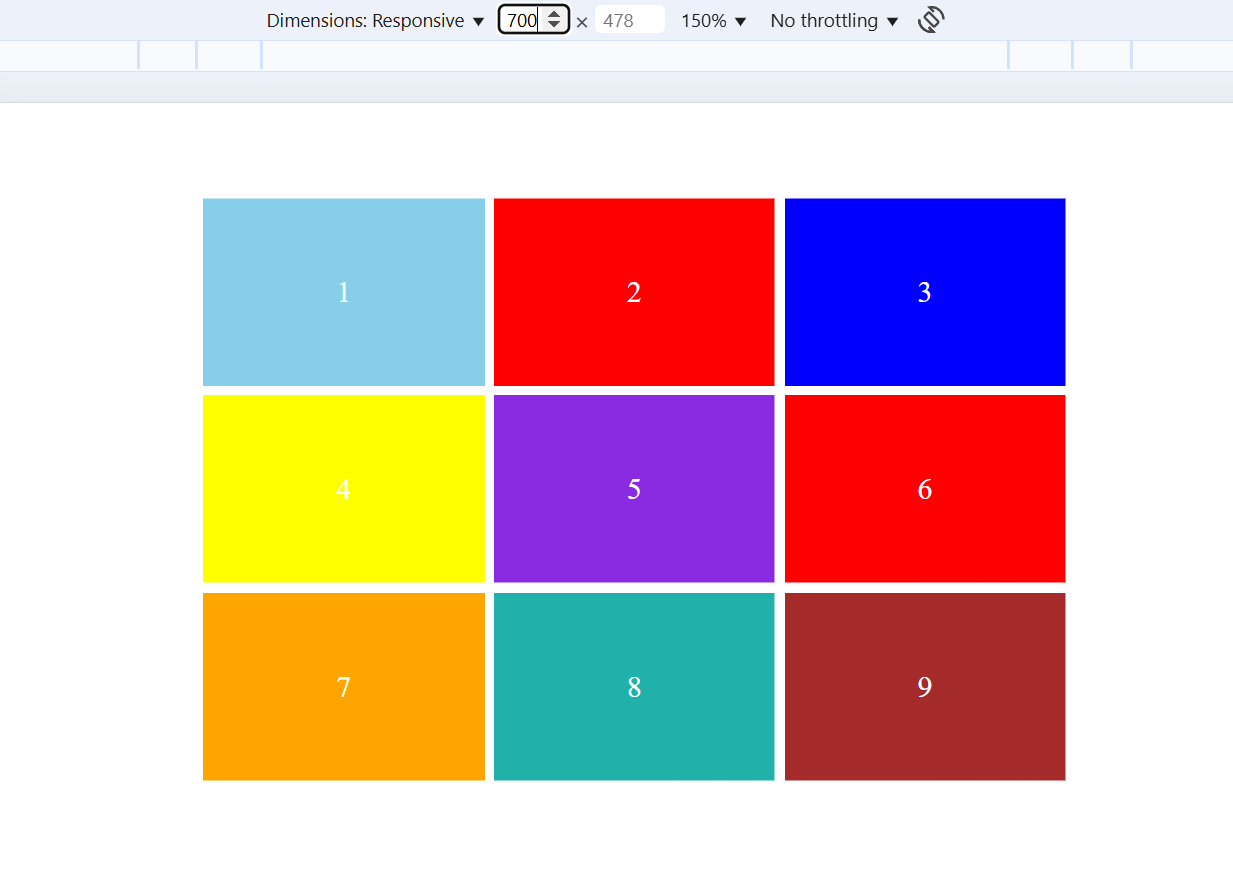 Dimensions: Responsive ▼ 700 × 478 150% ▼ No throttling ▼
1 2 3
4 5 6
7 8 9